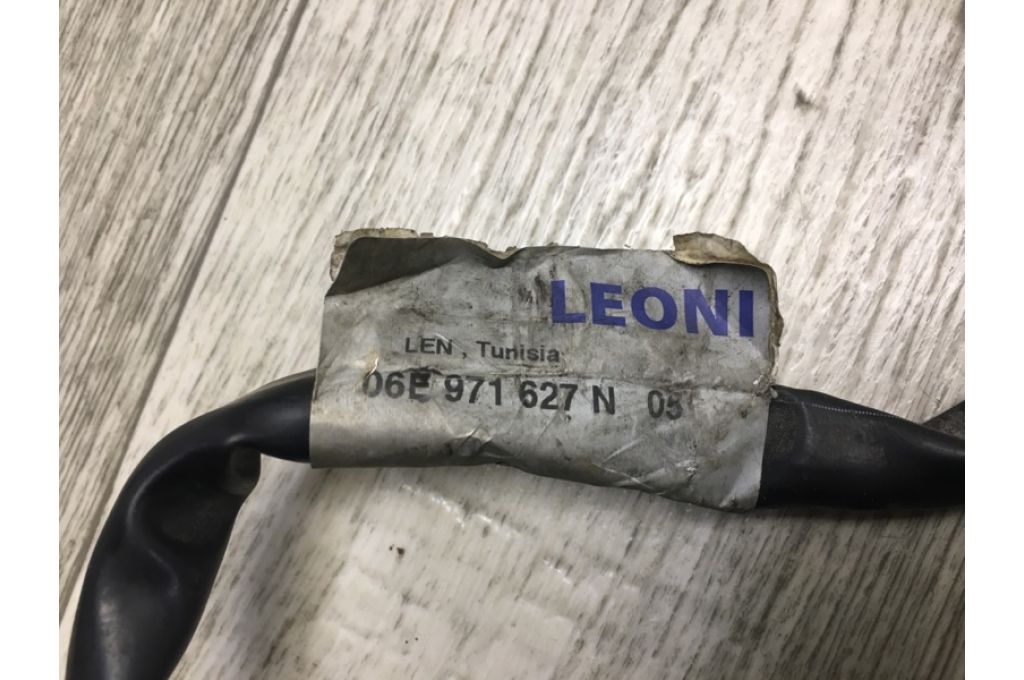 LEONI
LEN , Tunisia
06E 971 627 N 05